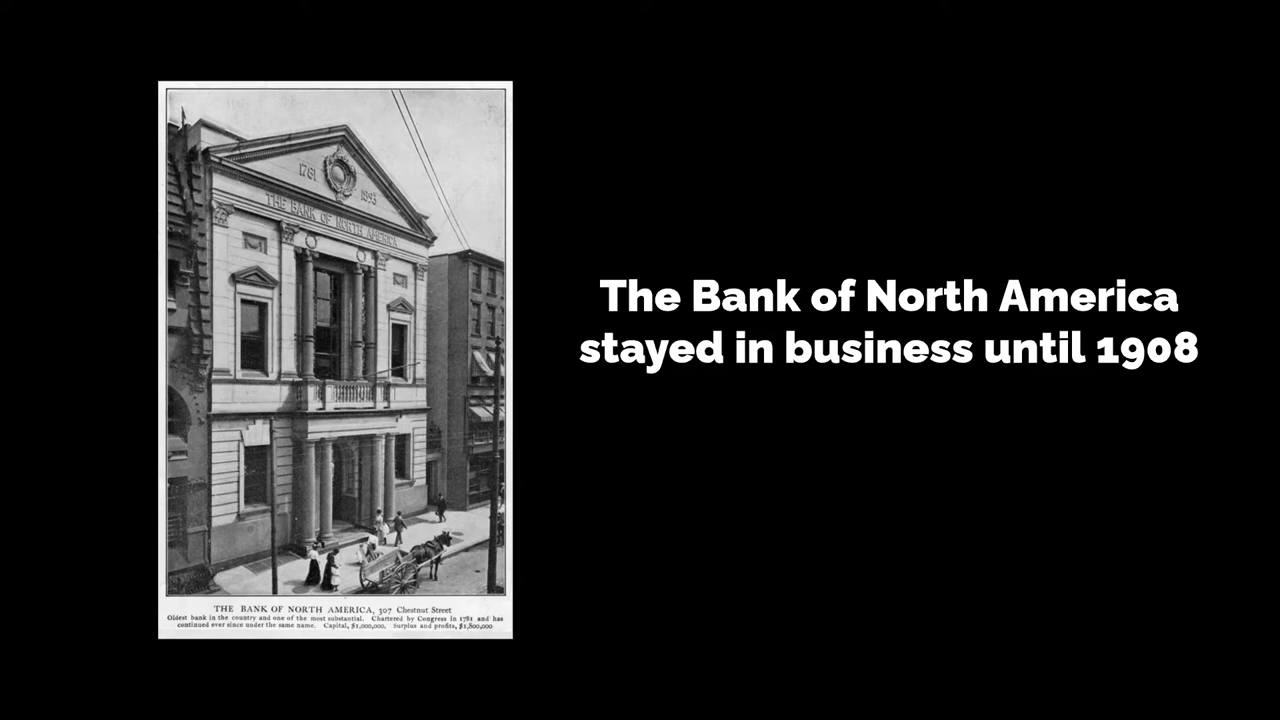 1781 1893
THE BANK OF NORTH AMERICA
The Bank of North America
stayed in business until 1908
THE BANK OF NORTH AMERICA, 307 Chestnut Street
Oldest bank in the country and one of the most substantial. Chartered by Congress in 1781 and has
continued ever since under the same name. Capital, $1,000,000. Surplus and profits, $1,800,000